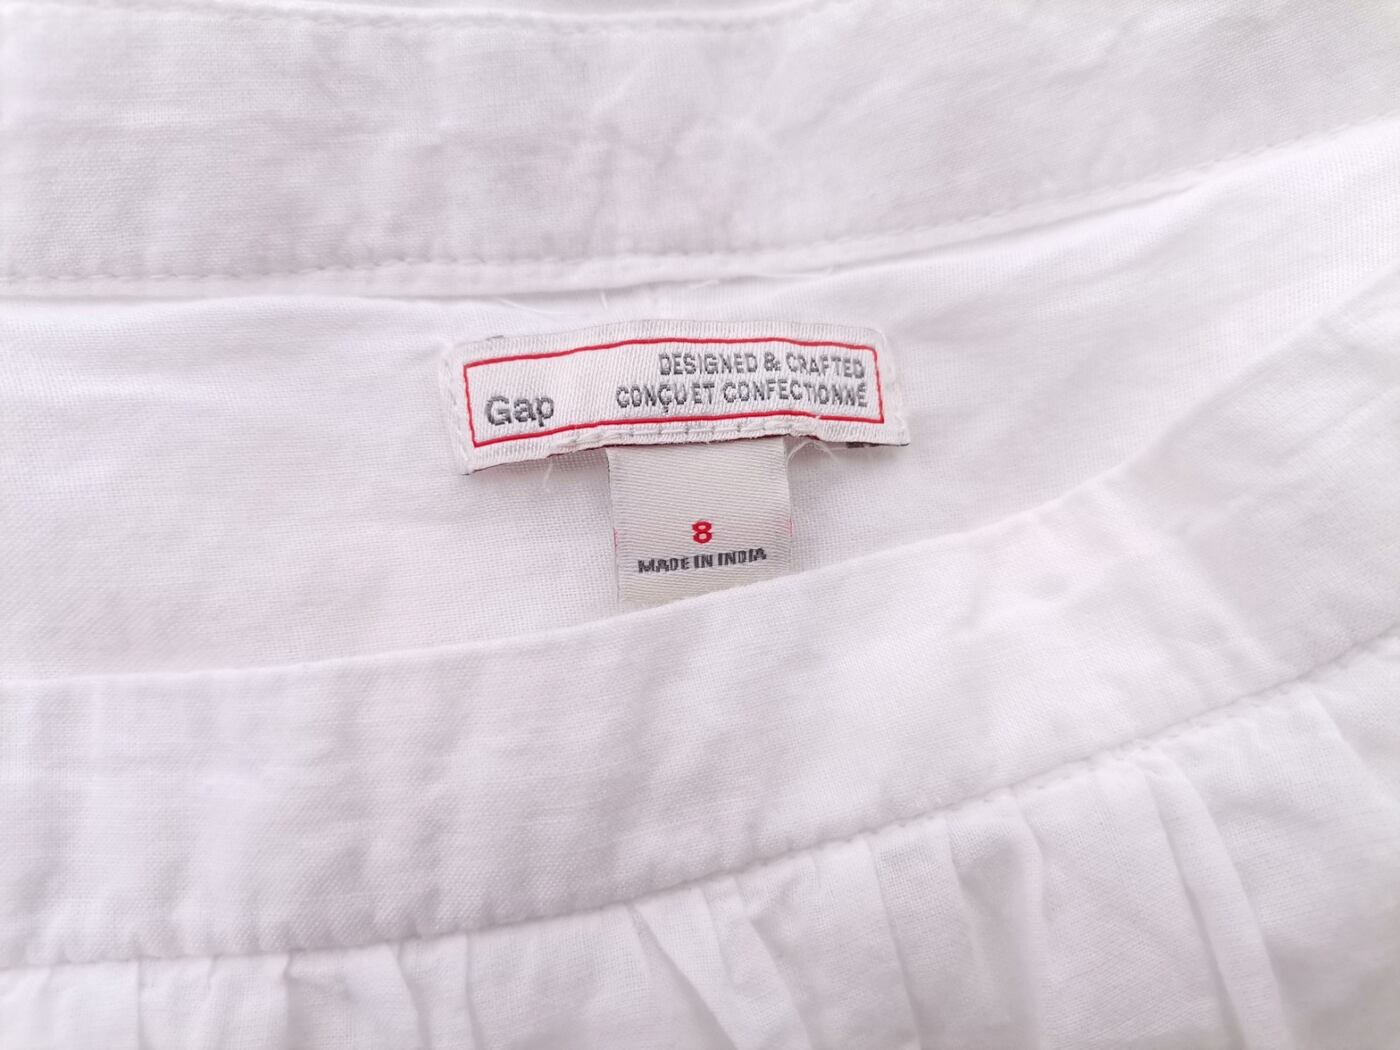 Gap
DESIGNED & CRAFTED
CONÇU ET CONFECTIONNÉ
8
MADE IN INDIA